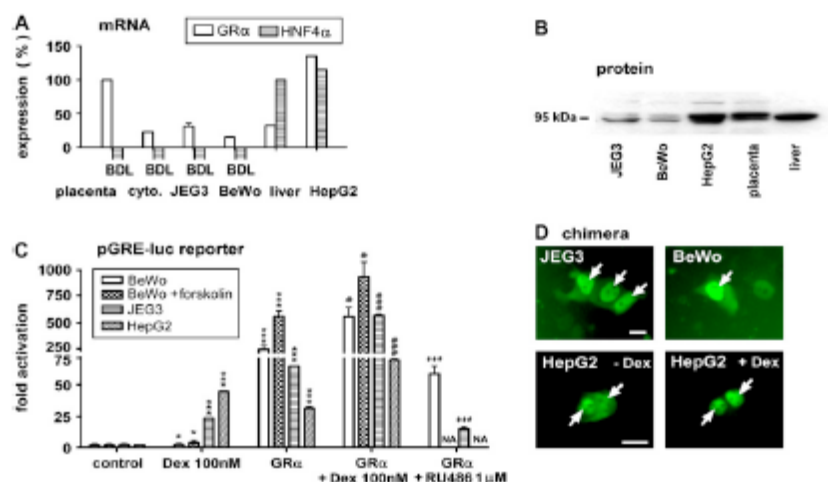 A mRNA
GRα HNF4α
expression (%)
150
100
50
0
BDL BDL BDL BDL
placenta cyto. JEG3 BeWo liver HepG2
B
protein
95 kDa
JEG3 BeWo HepG2 placenta liver
C pGRE-luc reporter
BeWo
BeWo +forskolin
JEG3
HepG2
fold activation
1000
750
500
250
75
50
25
0
NA NA
control Dex 100nM GRα GRα GRα
+ Dex 100nM +RU486 1μM
D chimera
JEG3 BeWo
HepG2 - Dex HepG2 + Dex